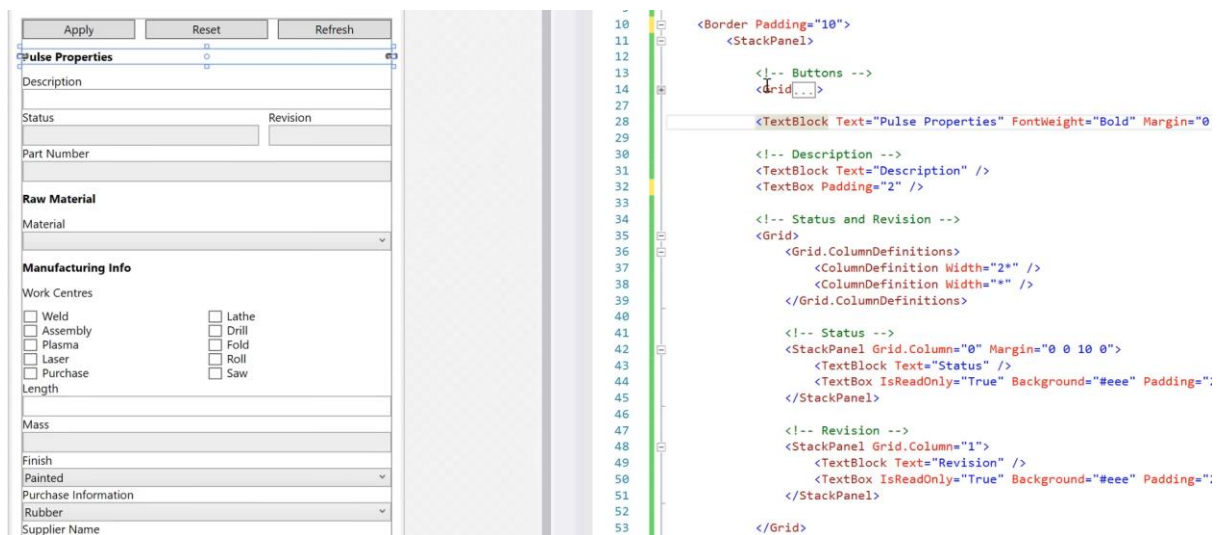 Apply Reset Refresh
Pulse Properties
Description
Status Revision
Part Number
Raw Material
Material
Manufacturing Info
Work Centres
Weld Lathe
Assembly Drill
Plasma Fold
Laser Roll
Purchase Saw
Length
Mass
Finish
Painted
Purchase Information
Rubber
Supplier Name
10 <Border Padding="10">
11 <StackPanel>
12
13 <!-- Buttons -->
14 <Grid...>
27
28 <TextBlock Text="Pulse Properties" FontWeight="Bold" Margin="0
29
30 <!-- Description -->
31 <TextBlock Text="Description" />
32 <TextBox Padding="2" />
33
34 <!-- Status and Revision -->
35 <Grid>
36 <Grid.ColumnDefinitions>
37 <ColumnDefinition Width="2*" />
38 <ColumnDefinition Width="*" />
39 </Grid.ColumnDefinitions>
40
41 <!-- Status -->
42 <StackPanel Grid.Column="0" Margin="0 0 10 0">
43 <TextBlock Text="Status" />
44 <TextBox IsReadOnly="True" Background="#eee" Padding="2
45 </StackPanel>
46
47 <!-- Revision -->
48 <StackPanel Grid.Column="1">
49 <TextBlock Text="Revision" />
50 <TextBox IsReadOnly="True" Background="#eee" Padding="2
51 </StackPanel>
52
53 </Grid>